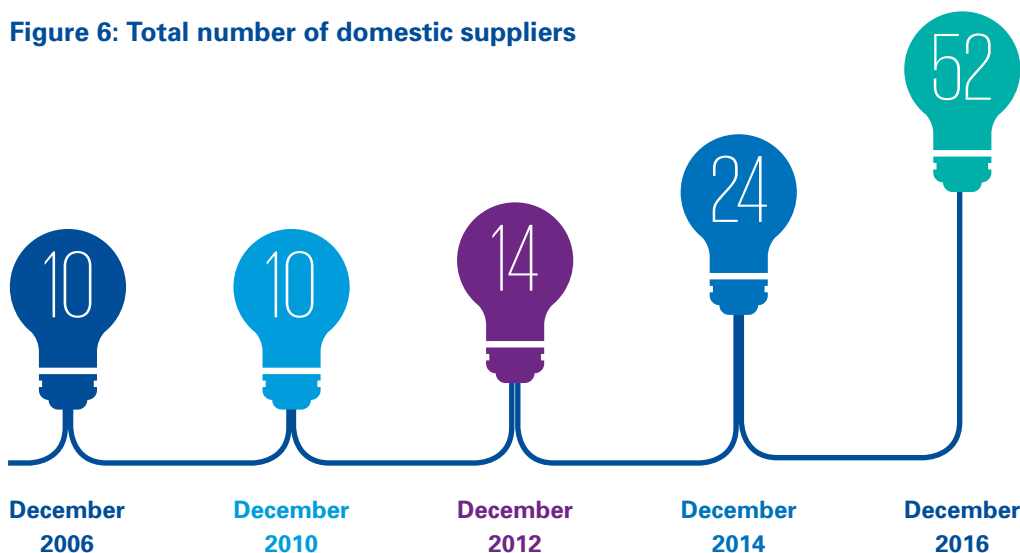 Figure 6: Total number of domestic suppliers
10
10
14
24
52
December
2006
December
2010
December
2012
December
2014
December
2016